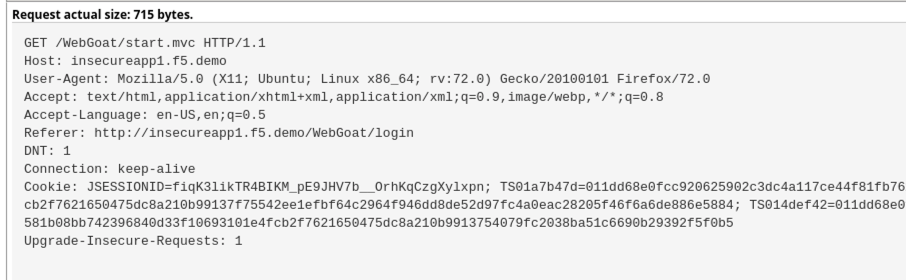 Request actual size: 715 bytes.
GET /WebGoat/start.mvc HTTP/1.1
Host: insecureapp1.f5.demo
User-Agent: Mozilla/5.0 (X11; Ubuntu; Linux x86_64; rv:72.0) Gecko/20100101 Firefox/72.0
Accept: text/html,application/xhtml+xml,application/xml;q=0.9,image/webp,*/*;q=0.8
Accept-Language: en-US,en;q=0.5
Referer: http://insecureapp1.f5.demo/WebGoat/login
DNT: 1
Connection: keep-alive
Cookie: JSESSIONID=fiqK3likTR4BIKM_pE9JHV7b__OrhKqCzgXylxpn; TS01a7b47d=011dd68e0fcc920625902c3dc4a117ce44f81fb76
cb2f7621650475dc8a210b99137f75542ee1efbf64c2964f946dd8de52d97fc4a0eac28205f46f6a6de886e5884; TS014def42=011dd68e0
581b08bb742396840d33f10693101e4fcb2f7621650475dc8a210b9913754079fc2038ba51c6690b29392f5f0b5
Upgrade-Insecure-Requests: 1